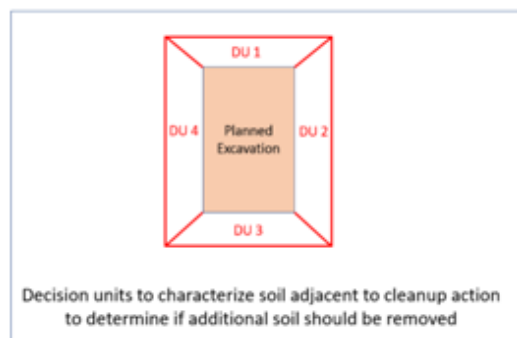 DU 1
DU 4
Planned
Excavation
DU 2
DU 3
Decision units to characterize soil adjacent to cleanup action
to determine if additional soil should be removed